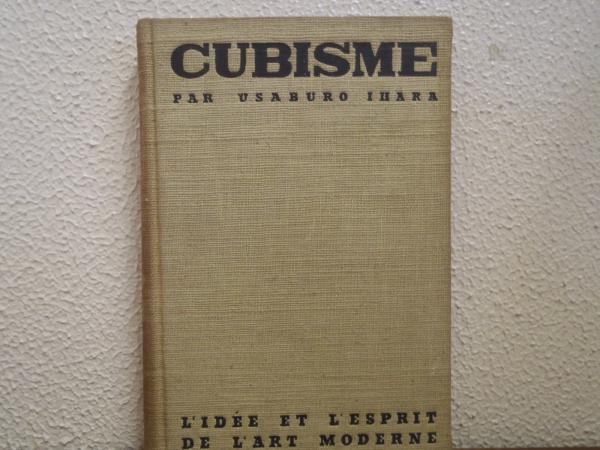 CUBISME
PAR USABURO IHARA
L'IDÉE ET L'ESPRIT
DE L'ART MODERNE